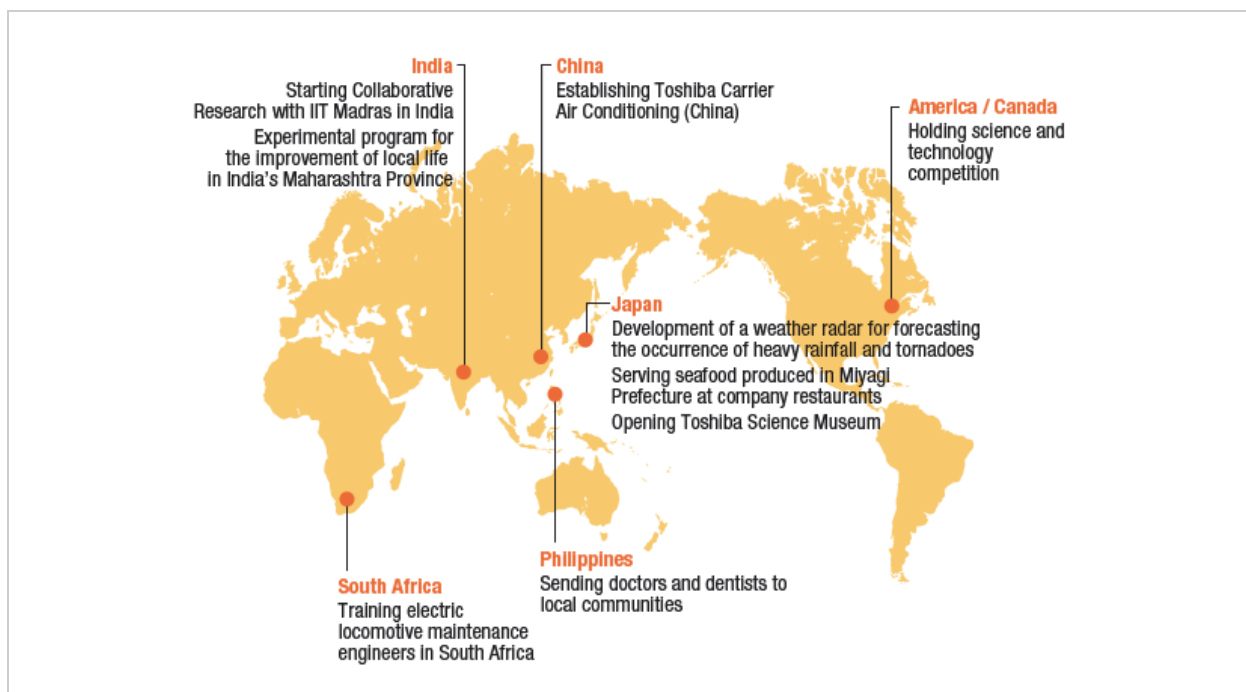 India
Starting Collaborative
Research with IIT Madras in India
Experimental program for
the improvement of local life
in India's Maharashtra Province
China
Establishing Toshiba Carrier
Air Conditioning (China)
America / Canada
Holding science and
technology
competition
Japan
Development of a weather radar for forecasting
the occurrence of heavy rainfall and tornadoes
Serving seafood produced in Miyagi
Prefecture at company restaurants
Opening Toshiba Science Museum
Philippines
Sending doctors and dentists to
local communities
South Africa
Training electric
locomotive maintenance
engineers in South Africa